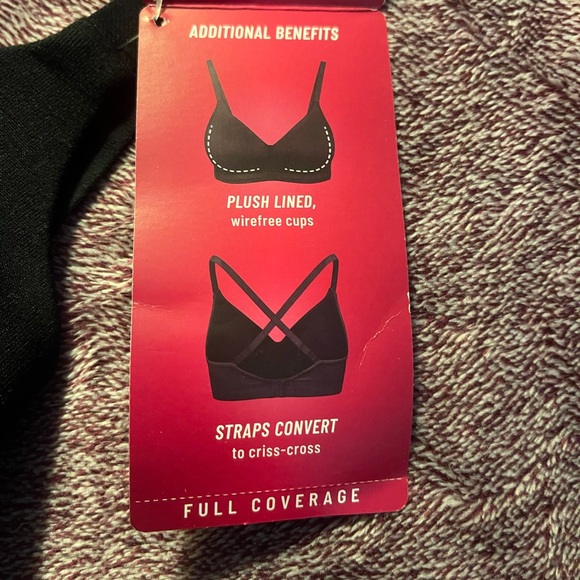 ADDITIONAL BENEFITS
PLUSH LINED,
wirefree cups
STRAPS CONVERT
to criss-cross
FULL COVERAGE